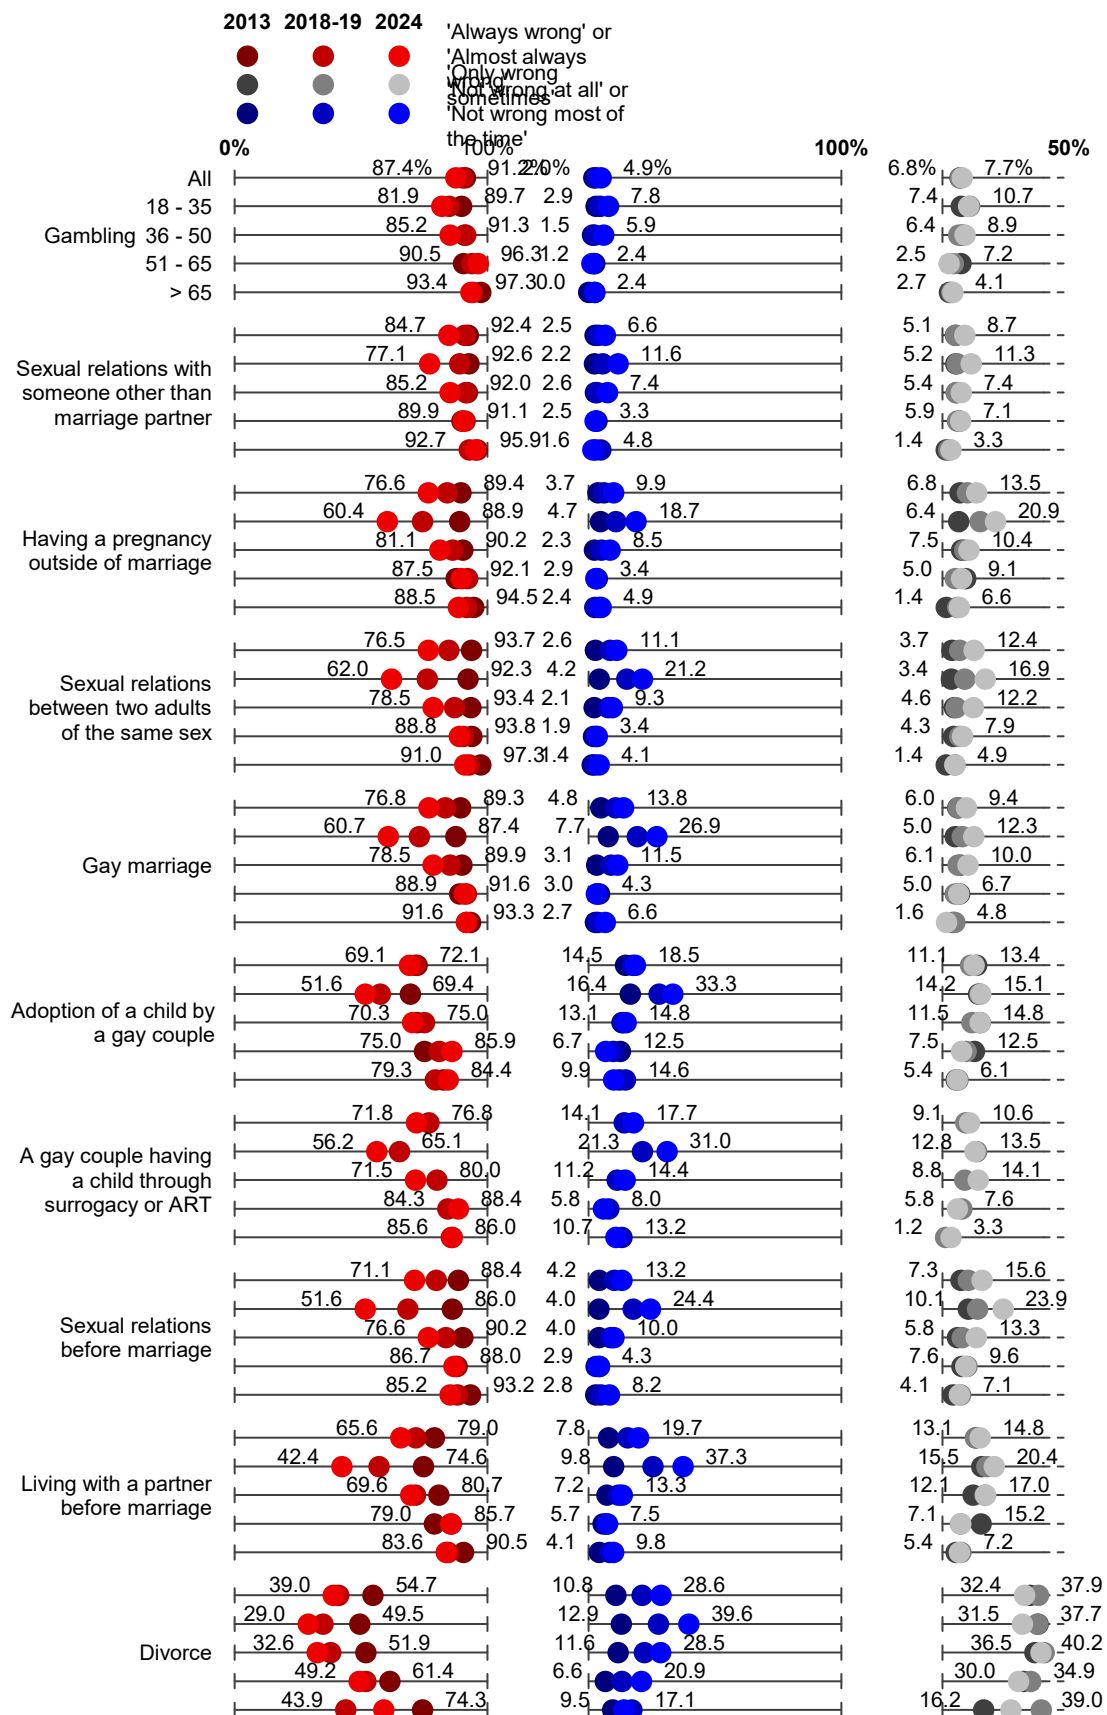 2013 2018-19 2024
'Always wrong' or
'Almost always
wrong'
'Only wrong
sometimes'
'Not wrong at all' or
'Not wrong most of
the time'
0% 100% 100% 50%
All 87.4% 91.2% 2.0% 4.9% 6.8% 7.7%
18 - 35 81.9 89.7 2.9 7.8 7.4 10.7
Gambling 36 - 50 85.2 91.3 1.5 5.9 6.4 8.9
51 - 65 90.5 96.3 1.2 2.4 2.5 7.2
> 65 93.4 97.3 0.0 2.4 2.7 4.1
84.7 92.4 2.5 6.6 5.1 8.7
Sexual relations with 77.1 92.6 2.2 11.6 5.2 11.3
someone other than 85.2 92.0 2.6 7.4 5.4 7.4
marriage partner 89.9 91.1 2.5 3.3 5.9 7.1
92.7 95.9 1.6 4.8 1.4 3.3
76.6 89.4 3.7 9.9 6.8 13.5
60.4 88.9 4.7 18.7 6.4 20.9
Having a pregnancy 81.1 90.2 2.3 8.5 7.5 10.4
outside of marriage 87.5 92.1 2.9 3.4 5.0 9.1
88.5 94.5 2.4 4.9 1.4 6.6
76.5 93.7 2.6 11.1 3.7 12.4
Sexual relations 62.0 92.3 4.2 21.2 3.4 16.9
between two adults 78.5 93.4 2.1 9.3 4.6 12.2
of the same sex 88.8 93.8 1.9 3.4 4.3 7.9
91.0 97.3 1.4 4.1 1.4 4.9
76.8 89.3 4.8 13.8 6.0 9.4
60.7 87.4 7.7 26.9 5.0 12.3
Gay marriage 78.5 89.9 3.1 11.5 6.1 10.0
88.9 91.6 3.0 4.3 5.0 6.7
91.6 93.3 2.7 6.6 1.6 4.8
69.1 72.1 14.5 18.5 11.1 13.4
51.6 69.4 16.4 33.3 14.2 15.1
Adoption of a child by 70.3 75.0 13.1 14.8 11.5 14.8
a gay couple 75.0 85.9 6.7 12.5 7.5 12.5
79.3 84.4 9.9 14.6 5.4 6.1
71.8 76.8 14.1 17.7 9.1 10.6
A gay couple having 56.2 65.1 21.3 31.0 12.8 13.5
a child through 71.5 80.0 11.2 14.4 8.8 14.1
surrogacy or ART 84.3 88.4 5.8 8.0 5.8 7.6
85.6 86.0 10.7 13.2 1.2 3.3
71.1 88.4 4.2 13.2 7.3 15.6
51.6 86.0 4.0 24.4 10.1 23.9
Sexual relations 76.6 90.2 4.0 10.0 5.8 13.3
before marriage 86.7 88.0 2.9 4.3 7.6 9.6
85.2 93.2 2.8 8.2 4.1 7.1
65.6 79.0 7.8 19.7 13.1 14.8
42.4 74.6 9.8 37.3 15.5 20.4
Living with a partner 69.6 80.7 7.2 13.3 12.1 17.0
before marriage 79.0 85.7 5.7 7.5 7.1 15.2
83.6 90.5 4.1 9.8 5.4 7.2
39.0 54.7 10.8 28.6 32.4 37.9
29.0 49.5 12.9 39.6 31.5 37.7
Divorce 32.6 51.9 11.6 28.5 36.5 40.2
49.2 61.4 6.6 20.9 30.0 34.9
43.9 74.3 9.5 17.1 16.2 39.0